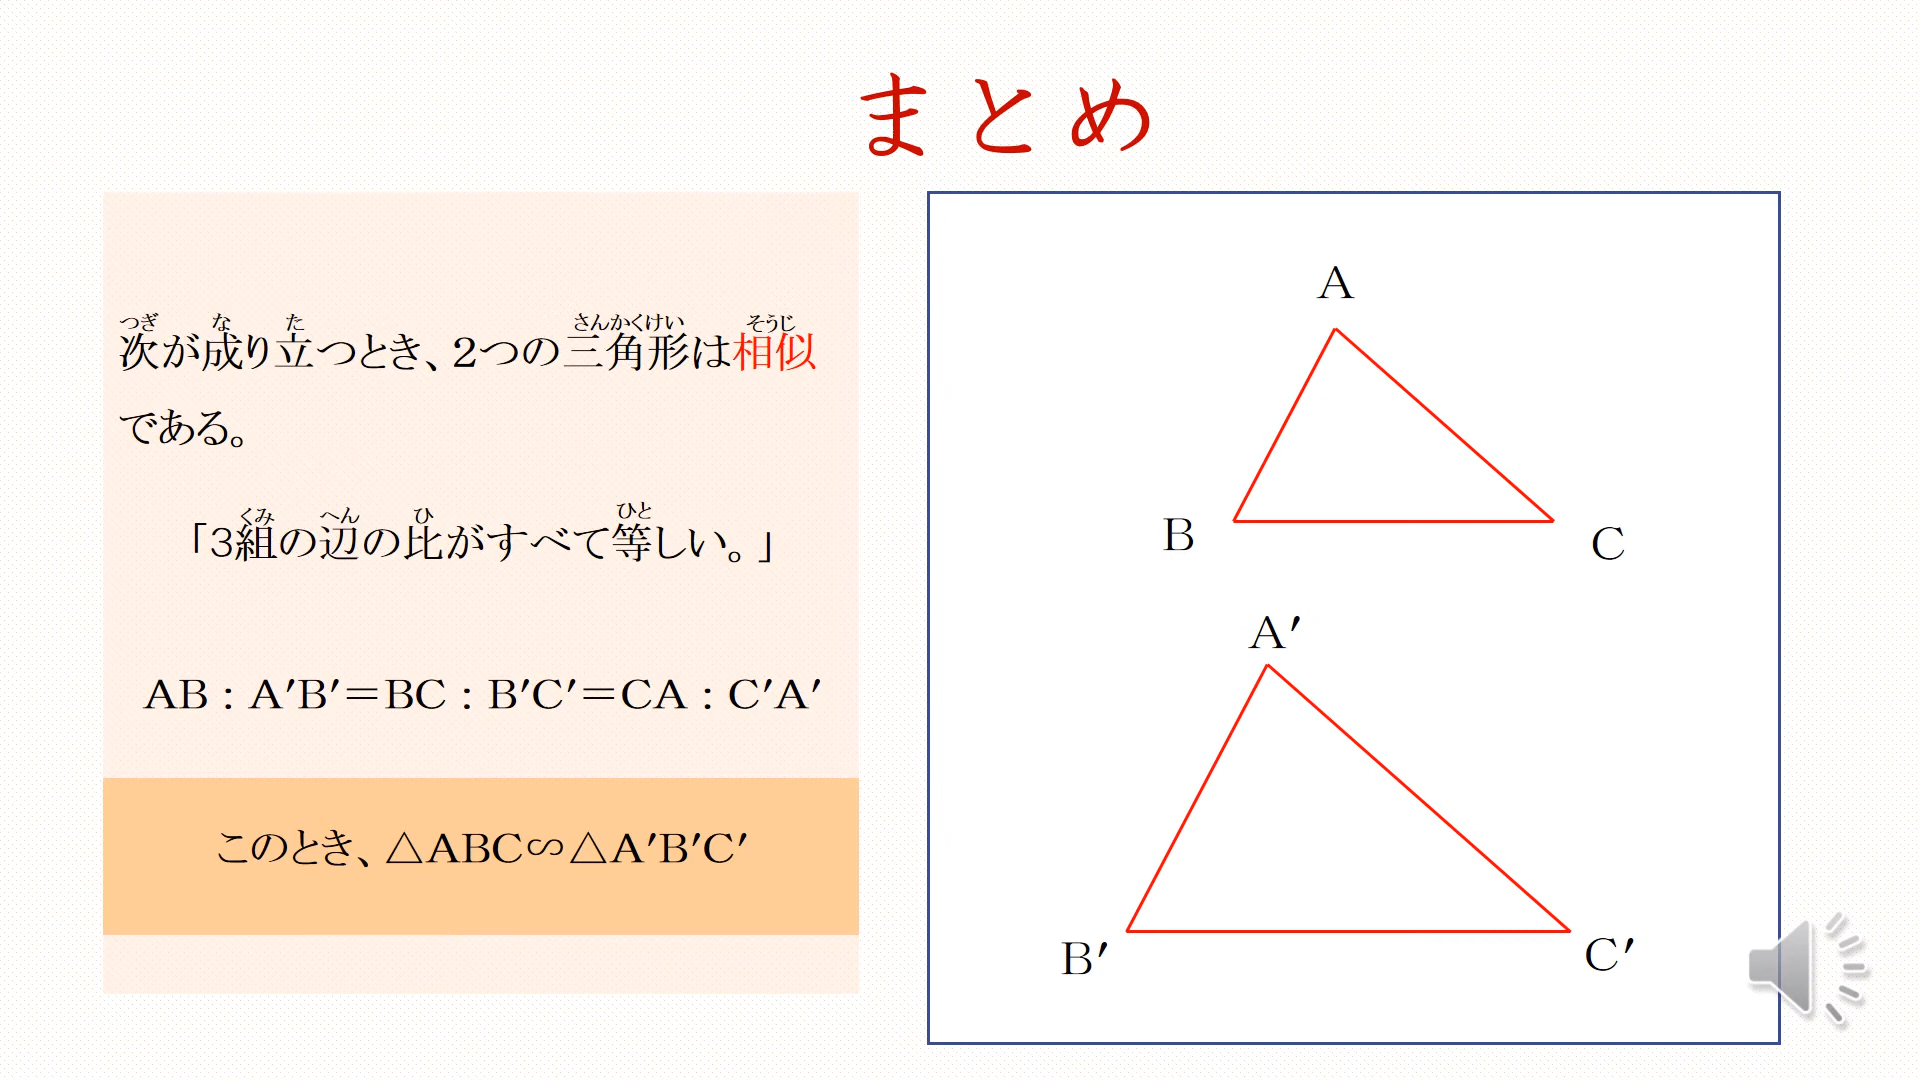 まとめ
つぎ な た さんかくけい そうじ
次が成り立つとき、2つの三角形は相似
である。
くみ へん ひ ひと
「3組の辺の比がすべて等しい。」
AB：A′B′＝BC：B′C′＝CA：C′A′
このとき、△ABC∽△A′B′C′
A
B
C
A′
B′
C′